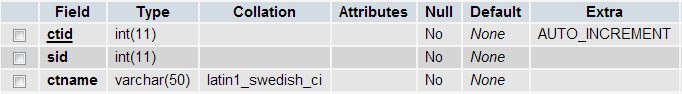 Field Type Collation Attributes Null Default Extra
ctid int(11) No None AUTO_INCREMENT
sid int(11) No None
ctname varchar(50) latin1_swedish_ci No None